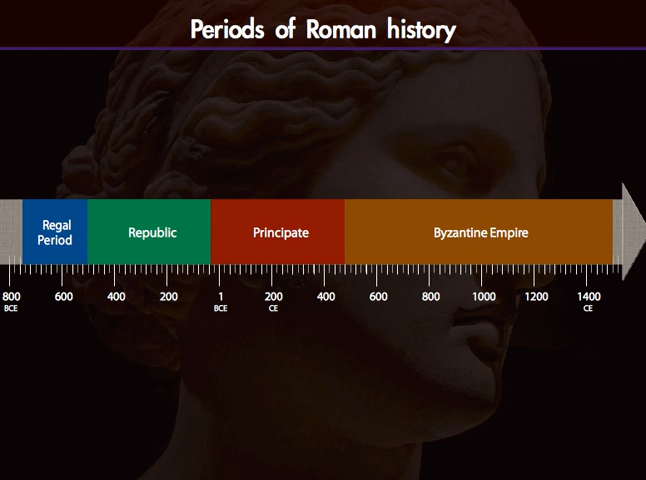 Periods of Roman history
Regal
Period
Republic
Principate
Byzantine Empire
800 600 400 200 1 200 400 600 800 1000 1200 1400
BCE BCE CE CE